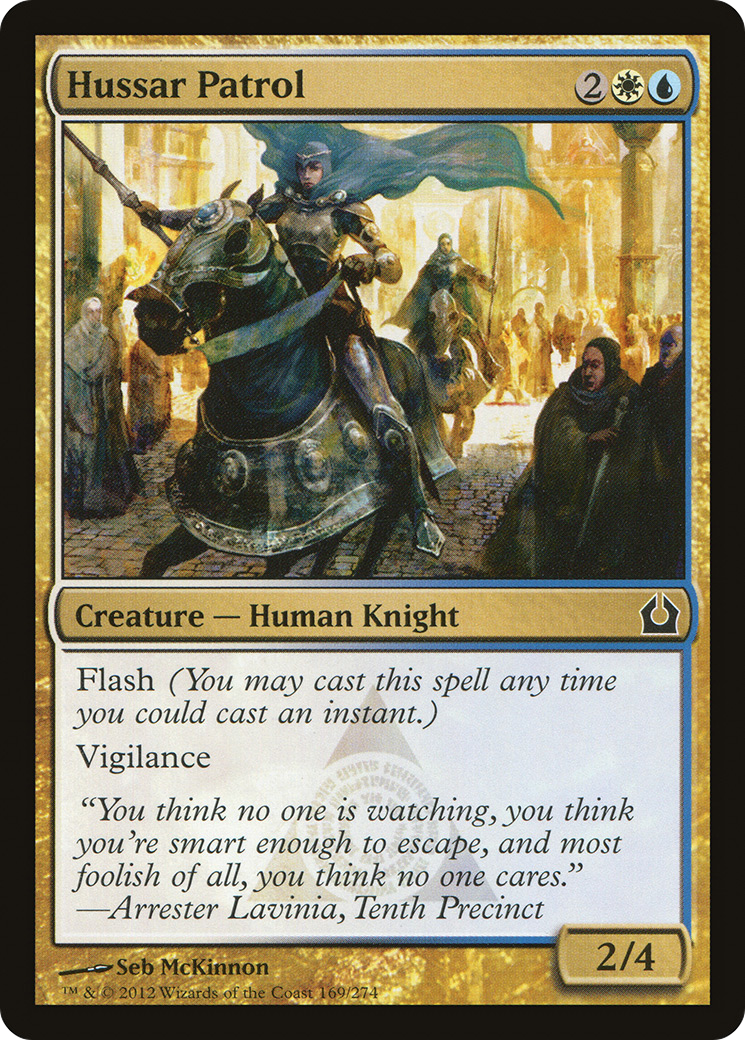 Hussar Patrol 2
Creature — Human Knight
Flash (You may cast this spell any time
you could cast an instant.)
Vigilance
“You think no one is watching, you think
you’re smart enough to escape, and most
foolish of all, you think no one cares.”
—Arrester Lavinia, Tenth Precinct
2/4
Seb McKinnon
™ & © 2012 Wizards of the Coast 169/274